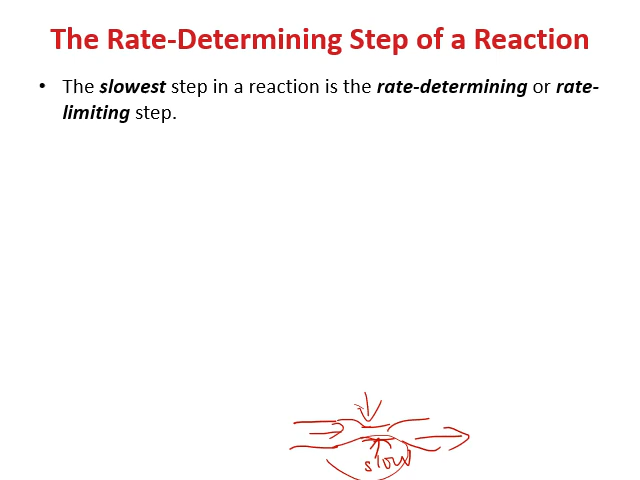 The Rate-Determining Step of a Reaction
• The slowest step in a reaction is the rate-determining or rate-
limiting step.
slow